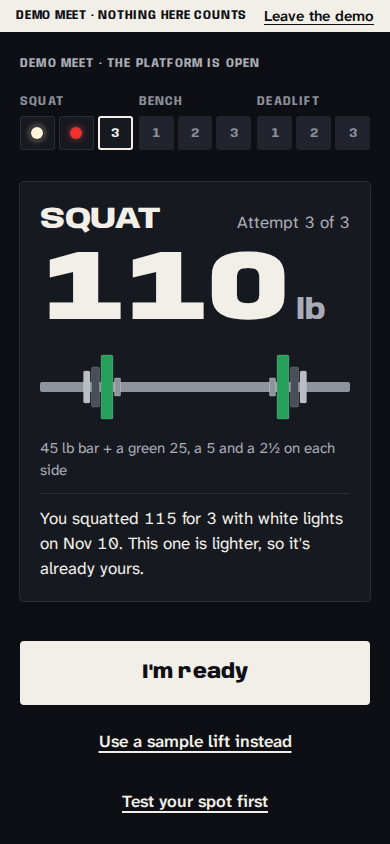 DEMO MEET · NOTHING HERE COUNTS Leave the demo
DEMO MEET · THE PLATFORM IS OPEN
SQUAT BENCH DEADLIFT
3 1 2 3 1 2 3
SQUAT Attempt 3 of 3
110 lb
45 lb bar + a green 25, a 5 and a 2½ on each
side
You squatted 115 for 3 with white lights
on Nov 10. This one is lighter, so it's
already yours.
I'm ready
Use a sample lift instead
Test your spot first